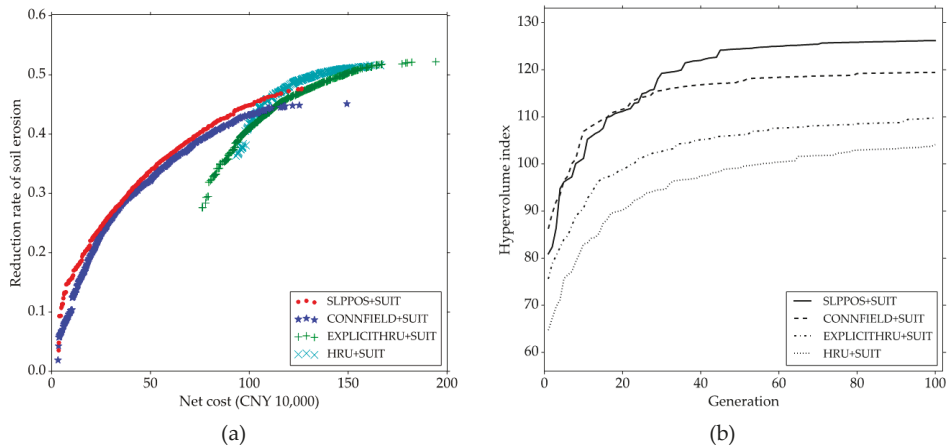 0.6
0.5
0.4
0.3
0.2
0.1
0.0
0
50
100
150
200
Reduction rate of soil erosion
Net cost (CNY 10,000)
SLPPOS+SUIT
CONNFIELD+SUIT
EXPLICITHRU+SUIT
HRU+SUIT
(a)
130
120
110
100
90
80
70
60
0
20
40
60
80
100
Hypervolume index
Generation
SLPPOS+SUIT
CONNFIELD+SUIT
EXPLICITHRU+SUIT
HRU+SUIT
(b)